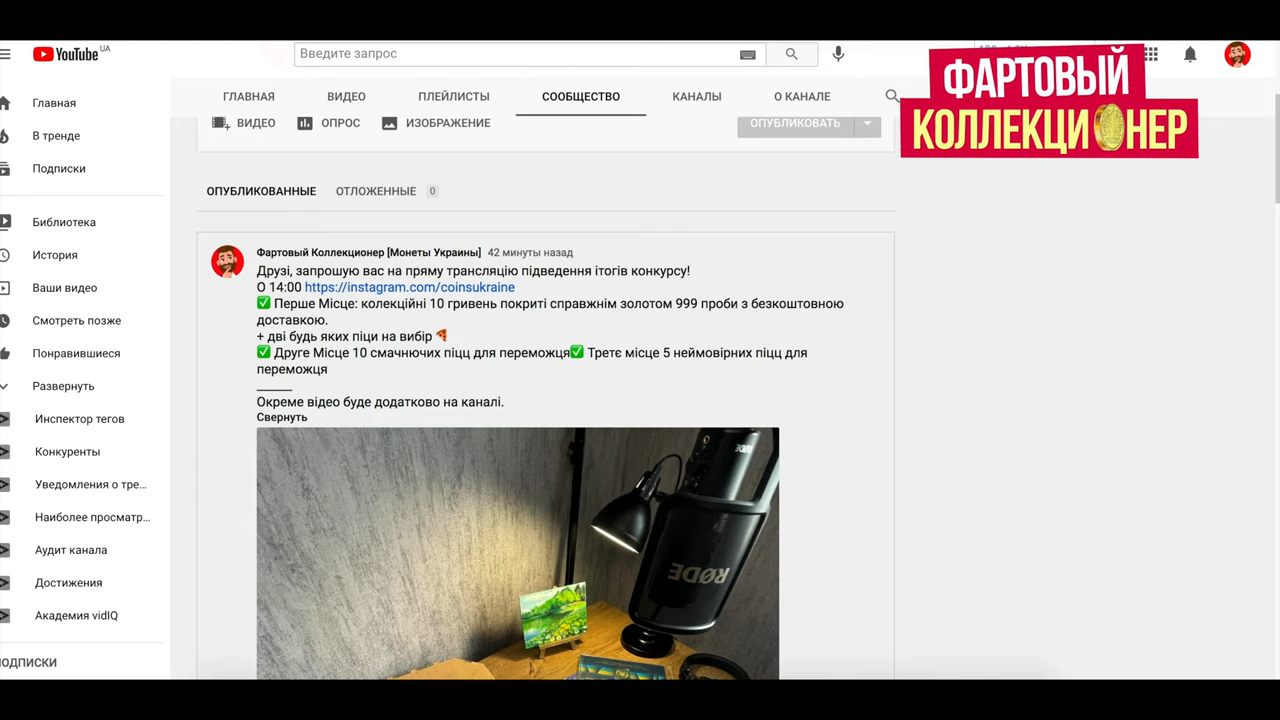 YouTube UA
Введите запрос
ФАРТОВЫЙ
КОЛЛЕКЦИОНЕР
Главная
В тренде
Подписки
Библиотека
История
Ваши видео
Смотреть позже
Понравившиеся
Развернуть
Инспектор тегов
Конкуренты
Уведомления о тре...
Наиболее просматр...
Аудит канала
Достижения
Академия vidIQ
ОДПИСКИ
ГЛАВНАЯ ВИДЕО ПЛЕЙЛИСТЫ СООБЩЕСТВО КАНАЛЫ О КАНАЛЕ
ВИДЕО ОПРОС ИЗОБРАЖЕНИЕ ОПУБЛИКОВАТЬ
ОПУБЛИКОВАННЫЕ ОТЛОЖЕННЫЕ 0
Фартовый Коллекционер [Монеты Украины] 42 минуты назад
Друзі, запрошую вас на пряму трансляцію підведення ітогів конкурсу!
О 14:00 https://instagram.com/coinsukraine
✅ Перше Місце: колекційні 10 гривень покриті справжнім золотом 999 проби з безкоштовною
доставкою.
+ дві будь яких піци на вибір 🍕
✅ Друге Місце 10 смачнючих піцц для переможця✅ Третє місце 5 неймовірних піцц для
переможця
______
Окреме відео буде додатково на каналі.
Свернуть
RØDE